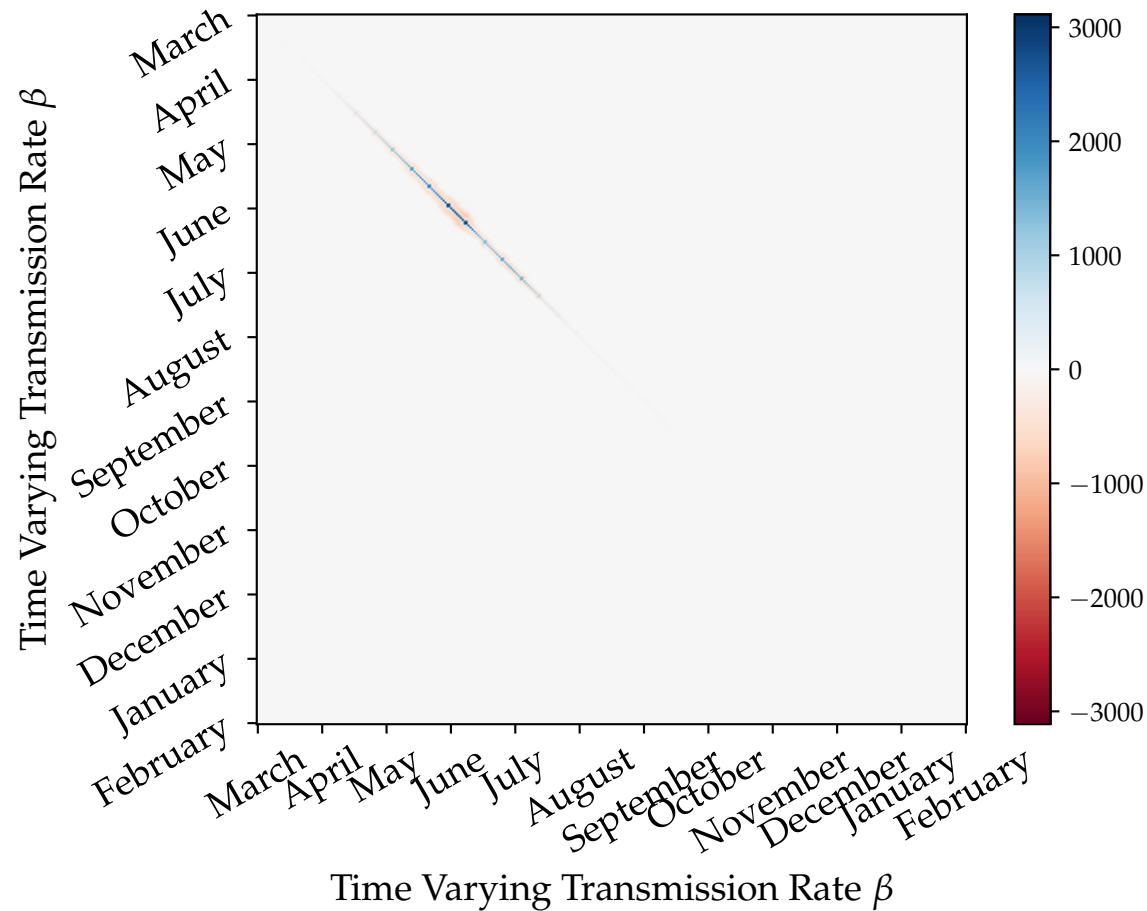 Time Varying Transmission Rate β
March
April
May
June
July
August
September
October
November
December
January
February
March
April
May
June
July
August
September
October
November
December
January
February
Time Varying Transmission Rate β
3000
2000
1000
0
−1000
−2000
−3000